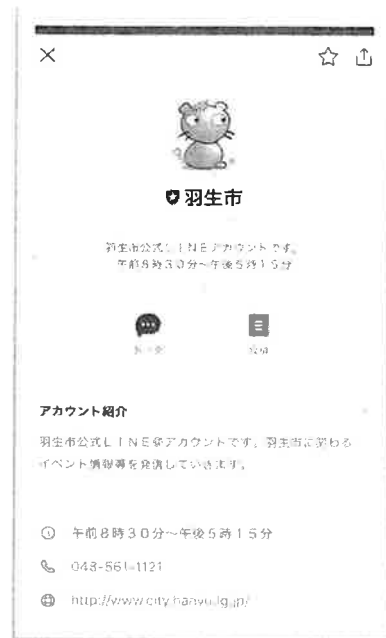 羽生市
羽生市公式LINEアカウントです。
午前8時30分~午後5時15分
投稿
アカウント紹介
羽生市公式LINE@アカウントです。羽生市に関わる
イベント情報等を発信していきます。
午前8時30分~午後5時15分
048-561-1121
http://www.city.hanyu.lg.jp/